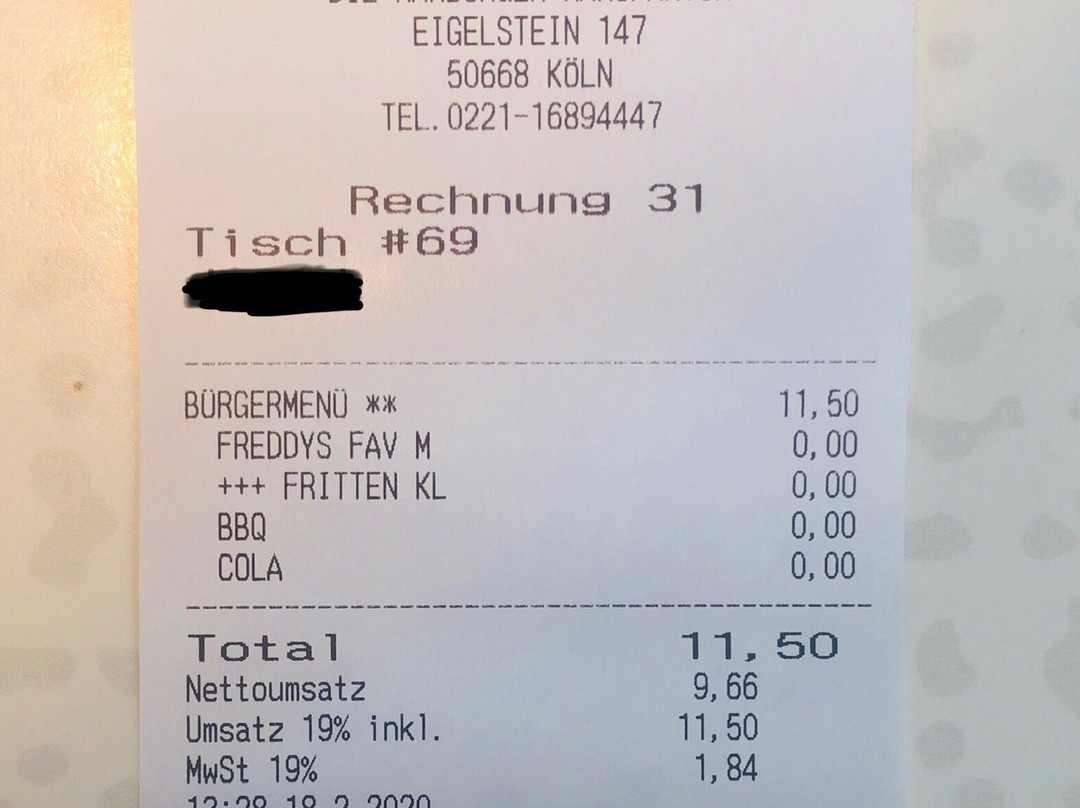 EIGELSTEIN 147
50668 KÖLN
TEL. 0221-16894447
Rechnung 31
Tisch #69
BÜRGERMENÜ ** 11,50
FREDDYS FAV M 0,00
+++ FRITTEN KL 0,00
BBQ 0,00
COLA 0,00
Total 11,50
Nettoumsatz 9,66
Umsatz 19% inkl. 11,50
MwSt 19% 1,84